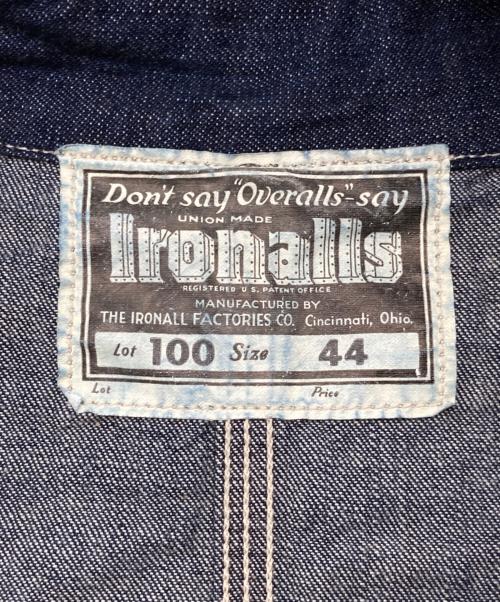 Don't say "Overalls" - say
UNION MADE
Ironalls
REGISTERED U.S. PATENT OFFICE
MANUFACTURED BY
THE IRONALL FACTORIES CO. Cincinnati, Ohio.
Lot 100 Size 44
Lot Price